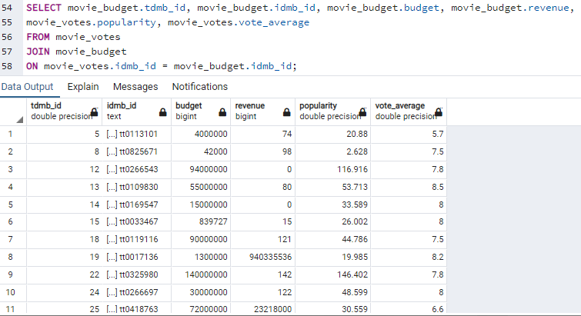 54 SELECT movie_budget.tdmb_id, movie_budget.idmb_id, movie_budget.budget, movie_budget.revenue,
55 movie_votes.popularity, movie_votes.vote_average
56 FROM movie_votes
57 JOIN movie_budget
58 ON movie_votes.idmb_id = movie_budget.idmb_id;
Data Output Explain Messages Notifications
tdmb_id idmb_id budget revenue popularity vote_average
double precision text bigint bigint double precision double precision
1 5 [...] tt0113101 4000000 74 20.88 5.7
2 8 [...] tt0825671 42000 98 2.628 7.5
3 12 [...] tt0266543 94000000 0 116.916 7.8
4 13 [...] tt0109830 55000000 80 53.713 8.5
5 14 [...] tt0169547 15000000 0 33.589 8
6 15 [...] tt0033467 839727 15 26.002 8
7 18 [...] tt0119116 90000000 121 44.786 7.5
8 19 [...] tt0017136 1300000 940335536 19.985 8.2
9 22 [...] tt0325980 140000000 142 146.402 7.8
10 24 [...] tt0266697 30000000 122 48.599 8
11 25 [...] tt0418763 72000000 23218000 30.559 6.6